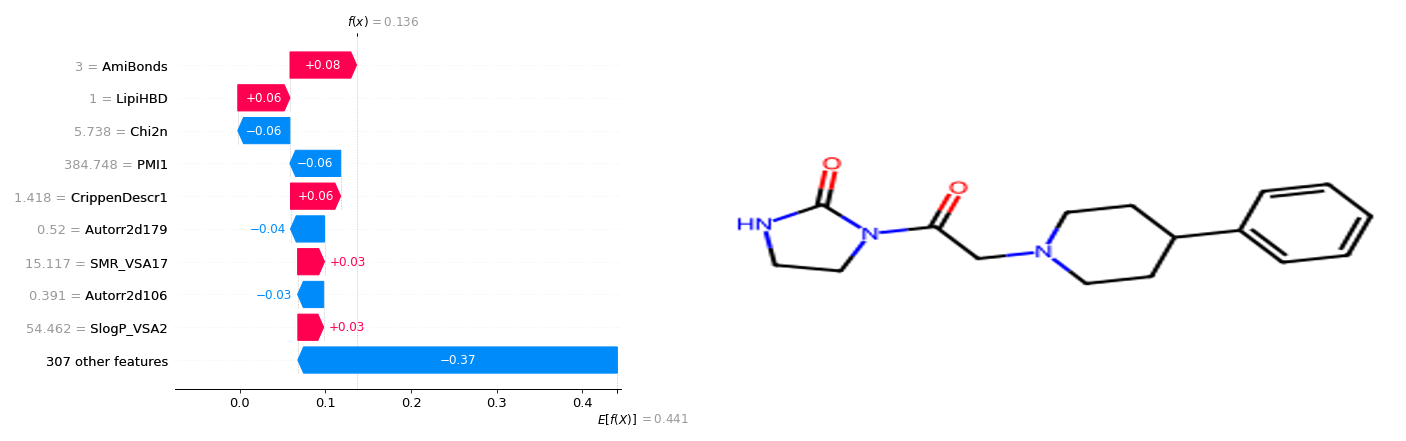 f(x) = 0.136
3 = AmiBonds
+0.08
1 = LipiHBD
+0.06
5.738 = Chi2n
−0.06
384.748 = PMI1
−0.06
1.418 = CrippenDescr1
+0.06
0.52 = Autorr2d179
−0.04
15.117 = SMR_VSA17
+0.03
0.391 = Autorr2d106
−0.03
54.462 = SlogP_VSA2
+0.03
307 other features
−0.37
0.0 0.1 0.2 0.3 0.4
E[f(X)] = 0.441
O
O
HN
N
N